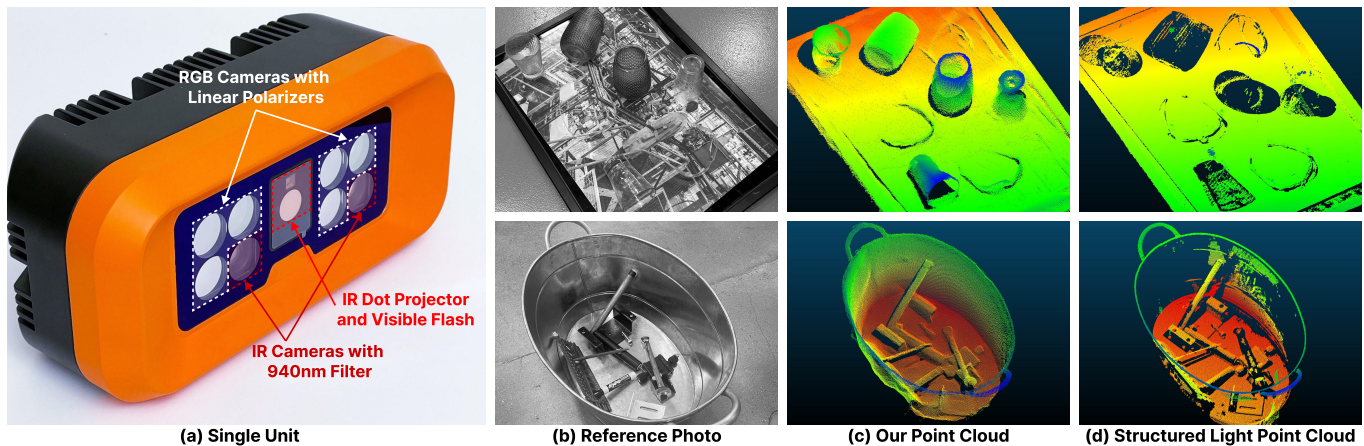 RGB Cameras with
Linear Polarizers
IR Dot Projector
and Visible Flash
IR Cameras with
940nm Filter
(a) Single Unit
(b) Reference Photo
(c) Our Point Cloud
(d) Structured Light Point Cloud